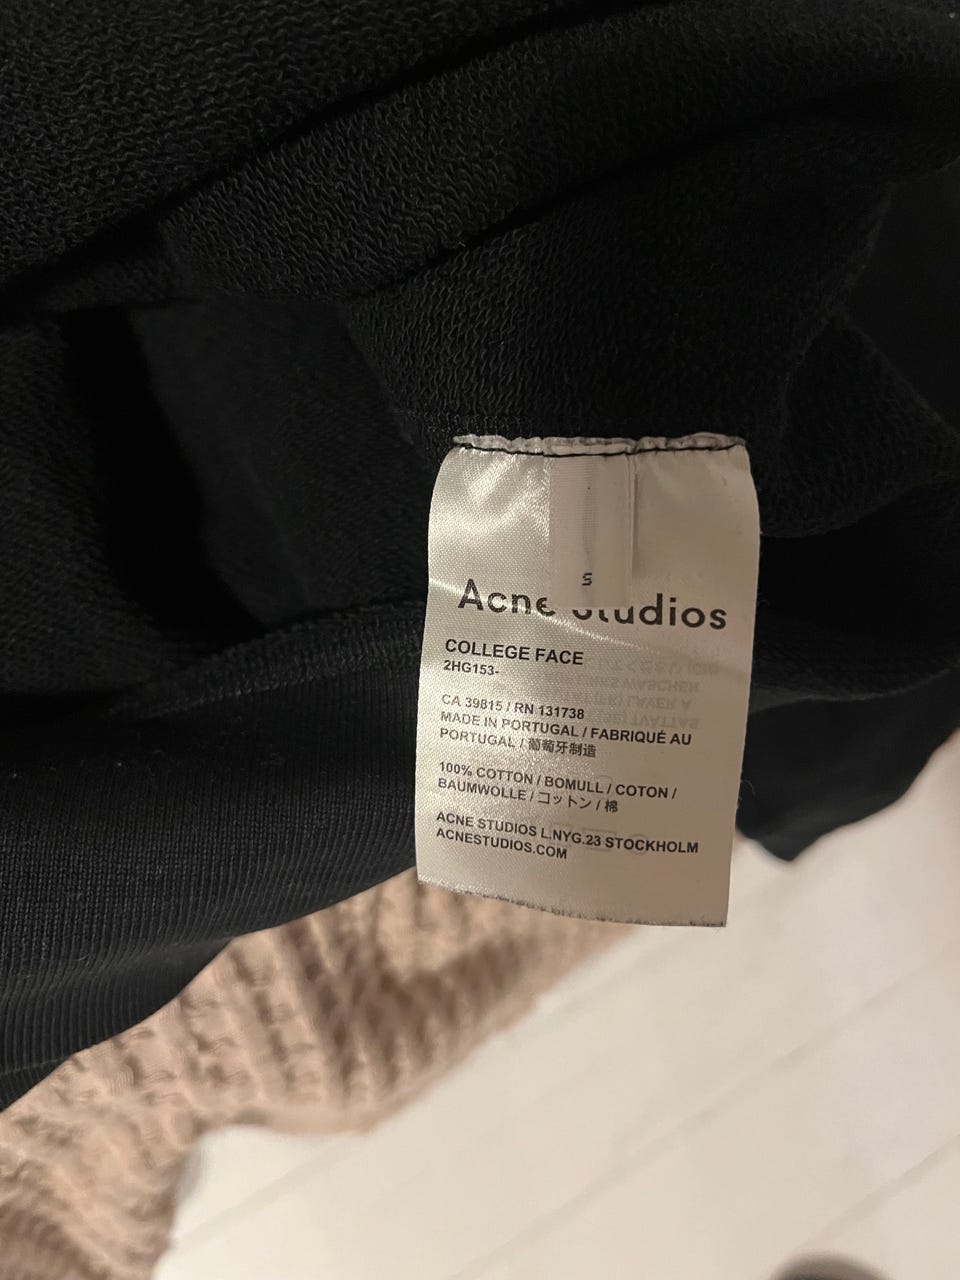 S
Acne Studios
COLLEGE FACE
2HG153-
CA 39815 / RN 131738
MADE IN PORTUGAL / FABRIQUÉ AU
PORTUGAL / 葡萄牙制造
100% COTTON / BOMULL / COTON /
BAUMWOLLE / コットン / 棉
ACNE STUDIOS L.NYG.23 STOCKHOLM
ACNESTUDIOS.COM